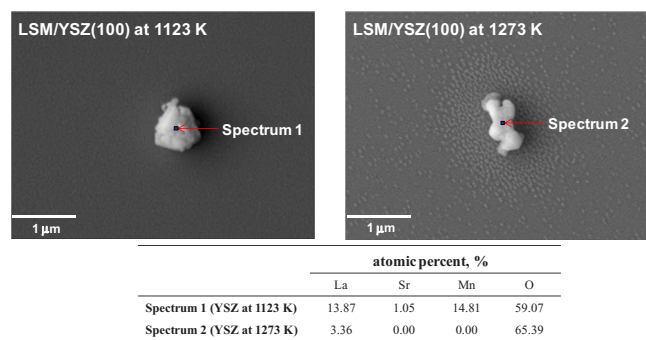 LSM/YSZ(100) at 1123 K
Spectrum 1
1 μm
LSM/YSZ(100) at 1273 K
Spectrum 2
1 μm
atomic percent, %
La Sr Mn O
Spectrum 1 (YSZ at 1123 K) 13.87 1.05 14.81 59.07
Spectrum 2 (YSZ at 1273 K) 3.36 0.00 0.00 65.39